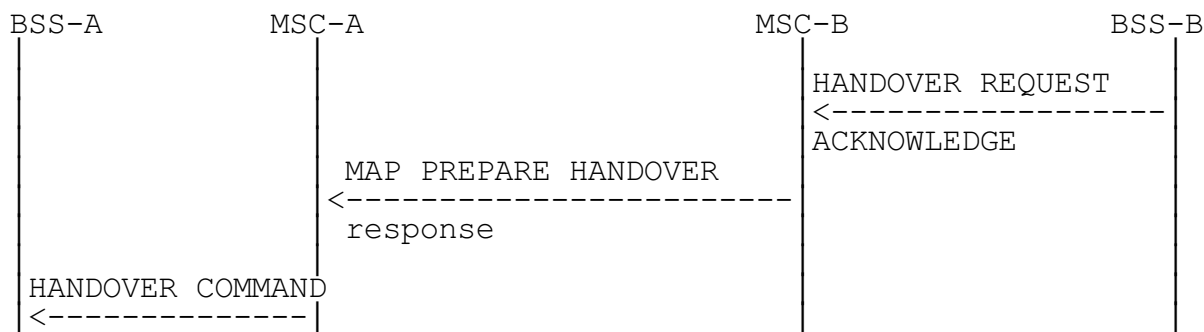 BSS-A MSC-A MSC-B BSS-B
HANDOVER REQUEST
ACKNOWLEDGE
MAP PREPARE HANDOVER
response
HANDOVER COMMAND